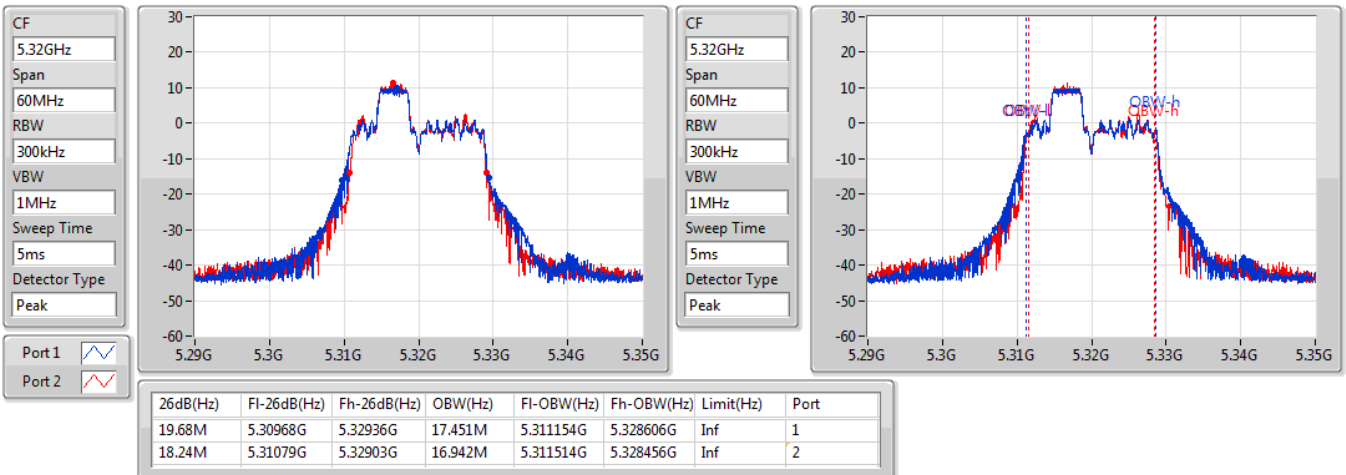 CF
5.32GHz
Span
60MHz
RBW
300kHz
VBW
1MHz
Sweep Time
5ms
Detector Type
Peak
Port 1
Port 2
30
20
10
0
-10
-20
-30
-40
-50
-60
5.29G 5.3G 5.31G 5.32G 5.33G 5.34G 5.35G
CF
5.32GHz
Span
60MHz
RBW
300kHz
VBW
1MHz
Sweep Time
5ms
Detector Type
Peak
30
20
10
0
-10
-20
-30
-40
-50
-60
OBW-h
OBW-l OBW-h
5.29G 5.3G 5.31G 5.32G 5.33G 5.34G 5.35G
26dB(Hz) Fl-26dB(Hz) Fh-26dB(Hz) OBW(Hz) Fl-OBW(Hz) Fh-OBW(Hz) Limit(Hz) Port
19.68M 5.30968G 5.32936G 17.451M 5.311154G 5.328606G Inf 1
18.24M 5.31079G 5.32903G 16.942M 5.311514G 5.328456G Inf 2